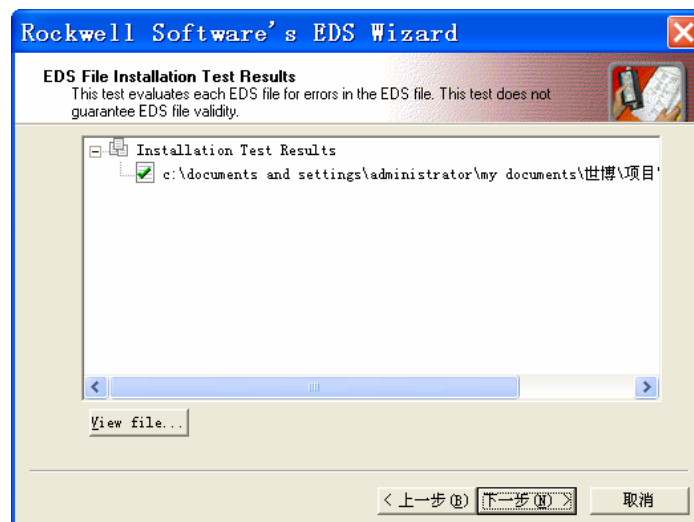 Rockwell Software's EDS Wizard
EDS File Installation Test Results
This test evaluates each EDS file for errors in the EDS file. This test does not
guarantee EDS file validity.
Installation Test Results
c:\documents and settings\administrator\my documents\世博\项目
View file...
< 上一步(B)
下一步(N) >
取消